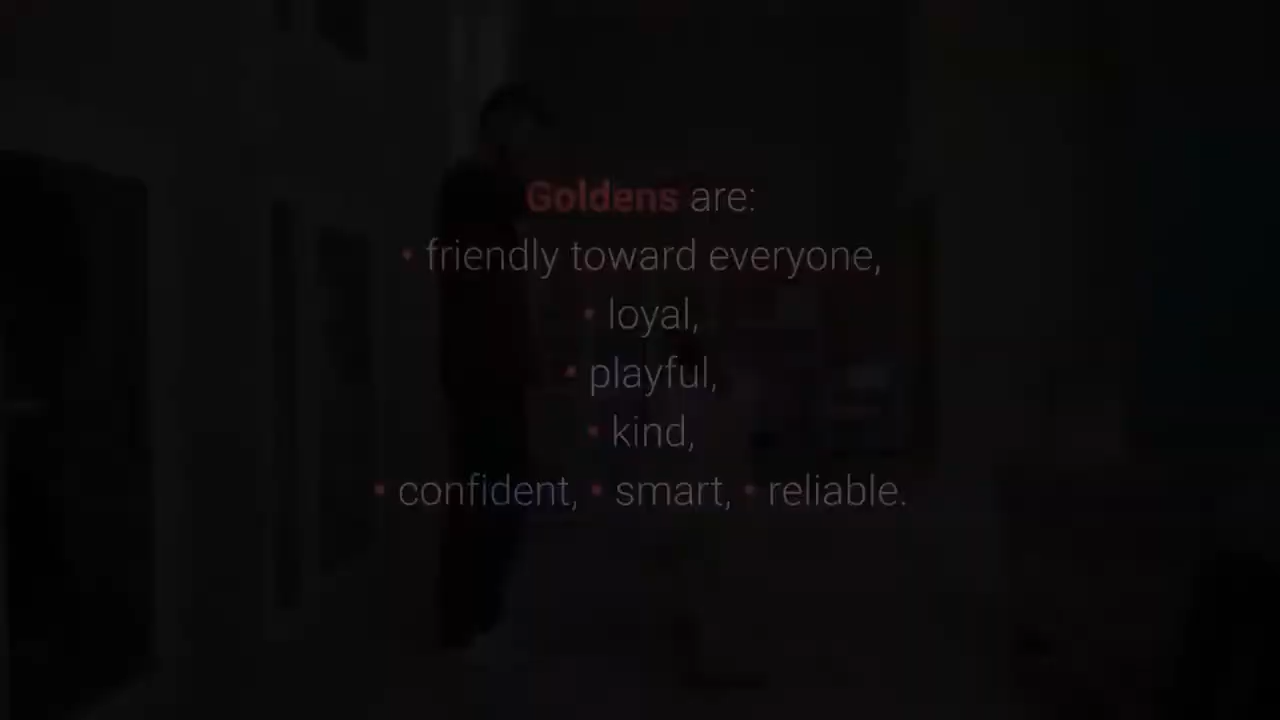 Goldens are:
• friendly toward everyone,
• loyal,
• playful,
• kind,
• confident, • smart, • reliable.